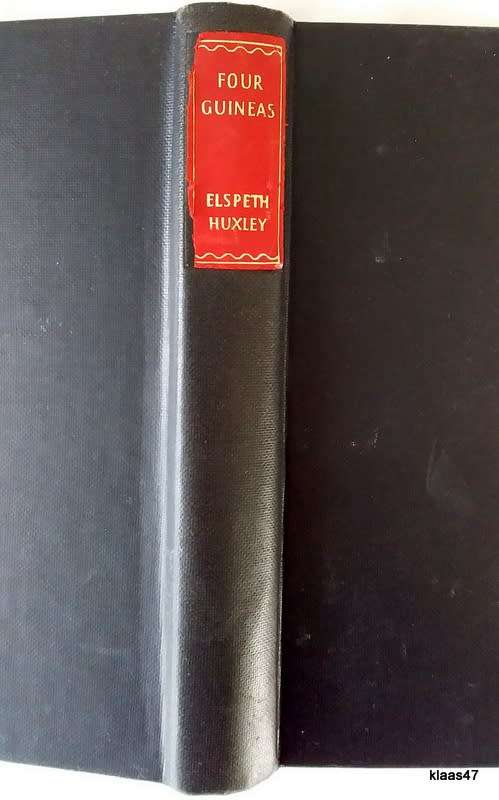 FOUR
GUINEAS
ELSPETH
HUXLEY
klaas47